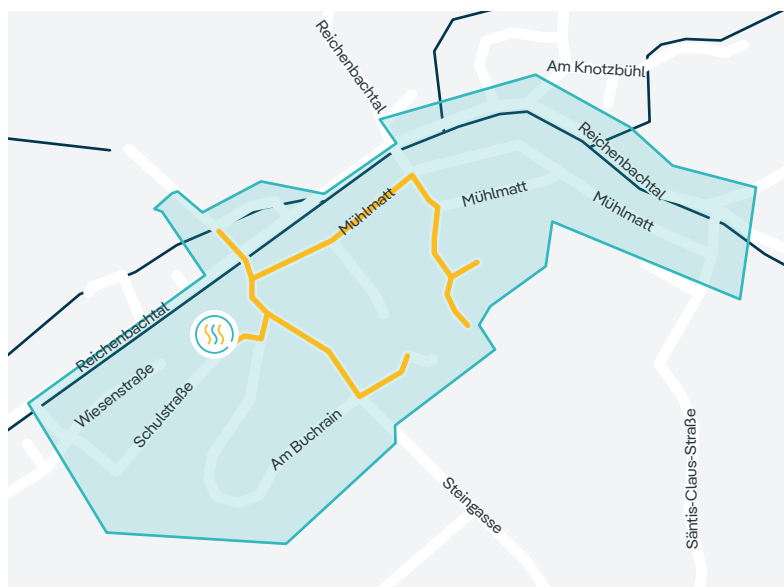 Reichenbachtal
Am Knotzbühl
Reichenbachtal
Mühlmatt
Mühlmatt
Mühlmatt
Reichenbachtal
Wiesenstraße
Schulstraße
Am Buchrain
Steingasse
Säntis-Claus-Straße